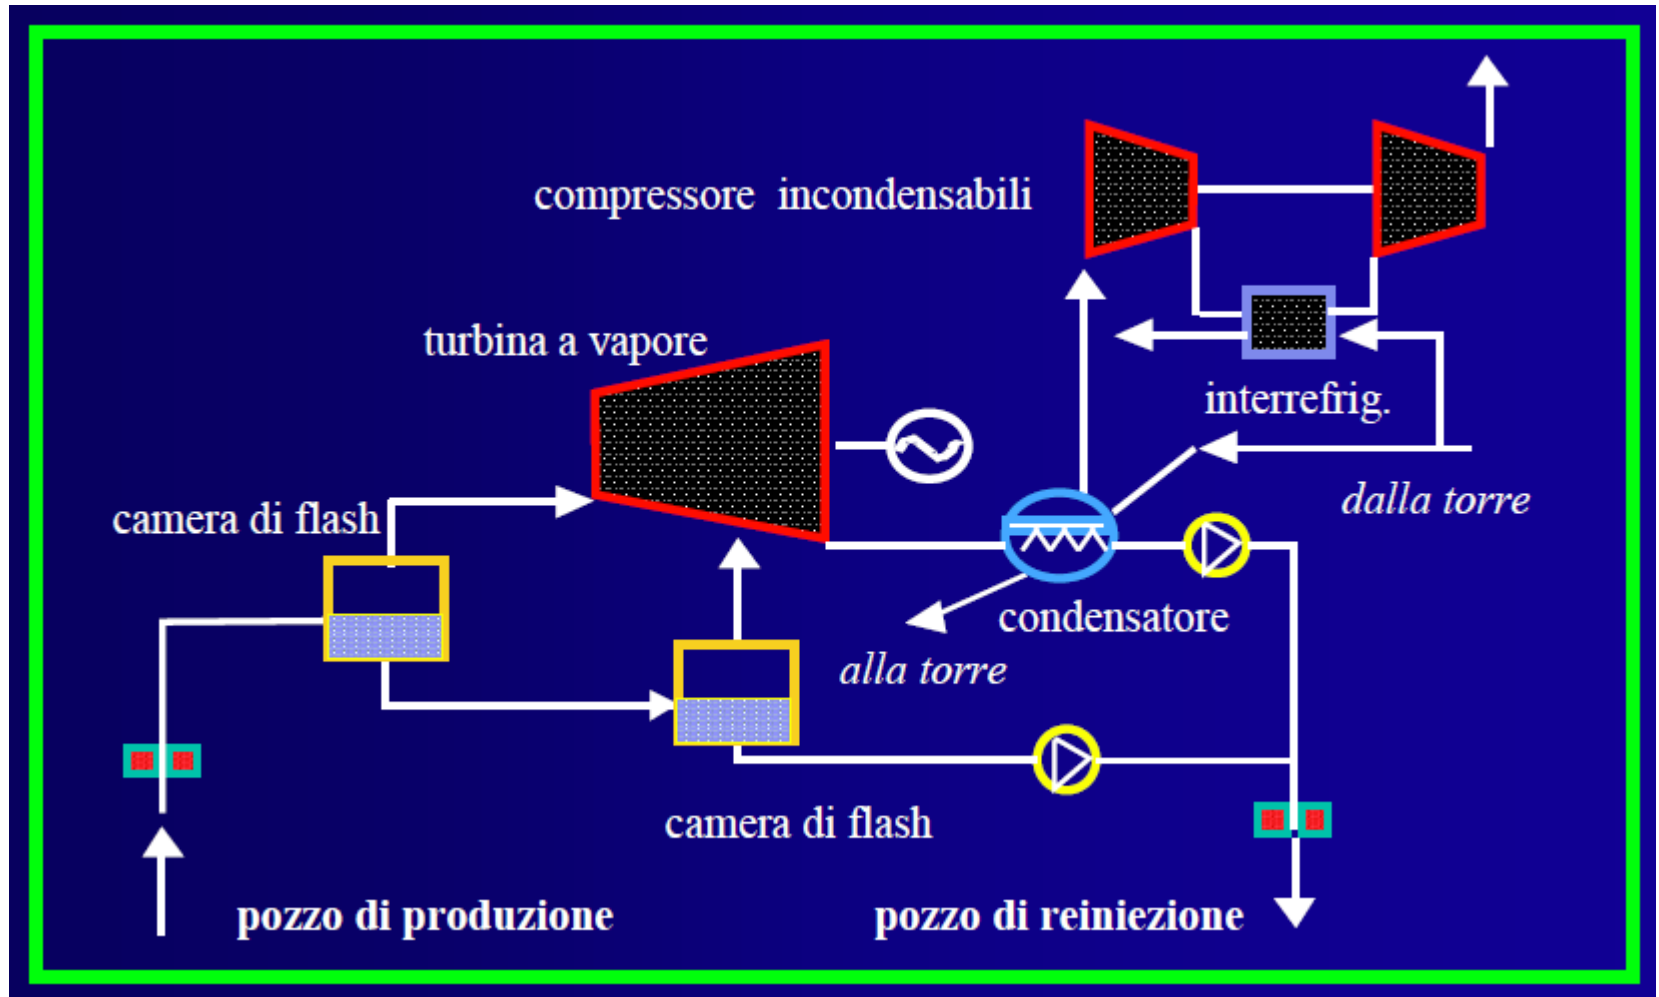 compressore incondensabili
turbina a vapore
interrefrig.
dalla torre
camera di flash
condensatore
alla torre
camera di flash
pozzo di produzione
pozzo di reiniezione